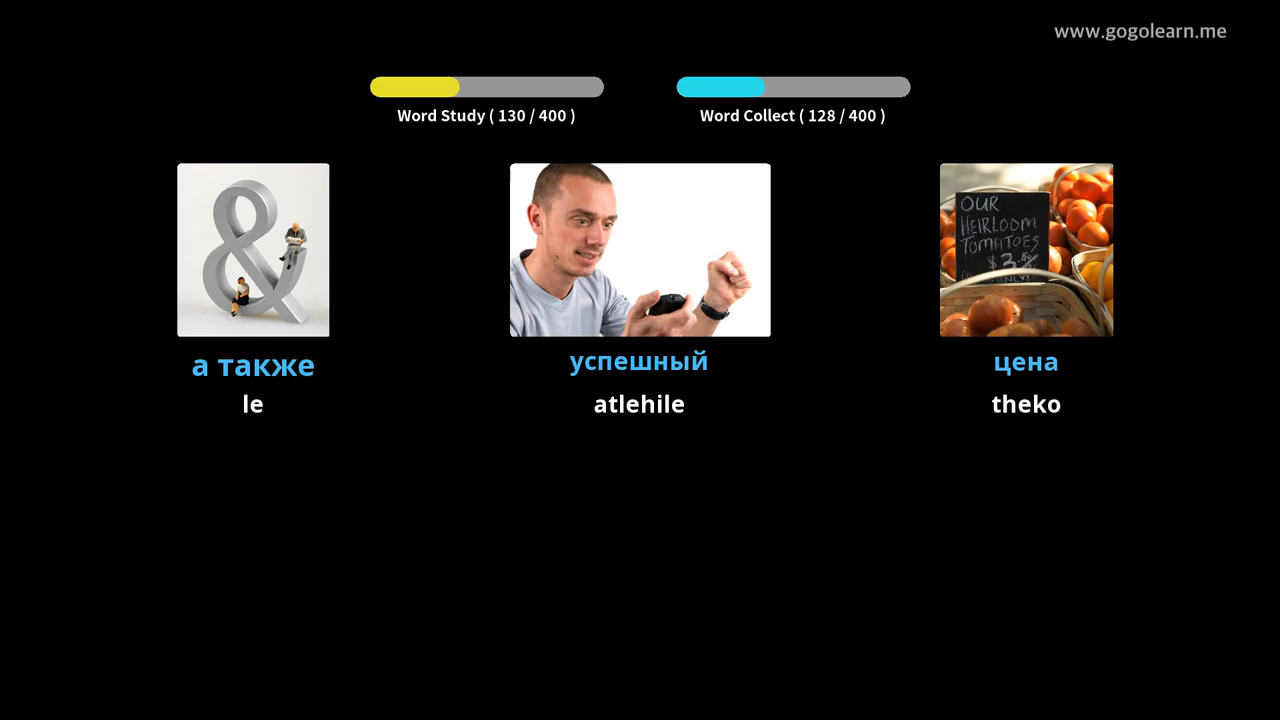 www.gogolearn.me
Word Study ( 130 / 400 )
Word Collect ( 128 / 400 )
OUR
HEIRLOOM
TOMATOES
$3
а также
успешный
цена
le
atlehile
theko